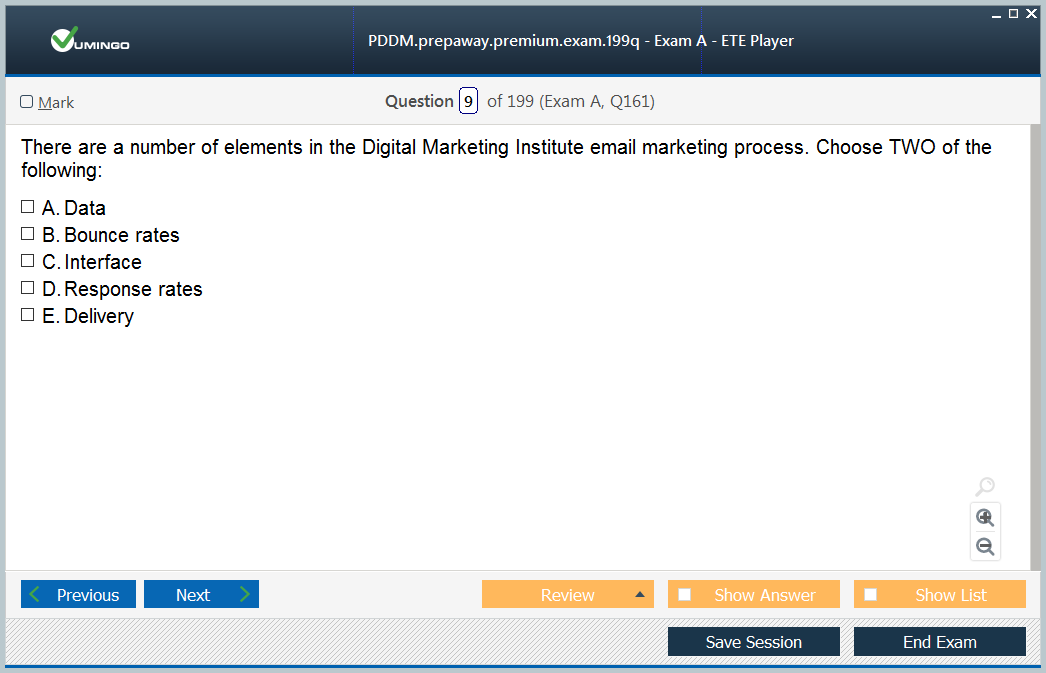 VUMINGO
PDDM.prepaway.premium.exam.199q - Exam A - ETE Player
Mark
Question 9 of 199 (Exam A, Q161)
There are a number of elements in the Digital Marketing Institute email marketing process. Choose TWO of the
following:
A. Data
B. Bounce rates
C. Interface
D. Response rates
E. Delivery
Previous
Next
Review
Show Answer
Show List
Save Session
End Exam